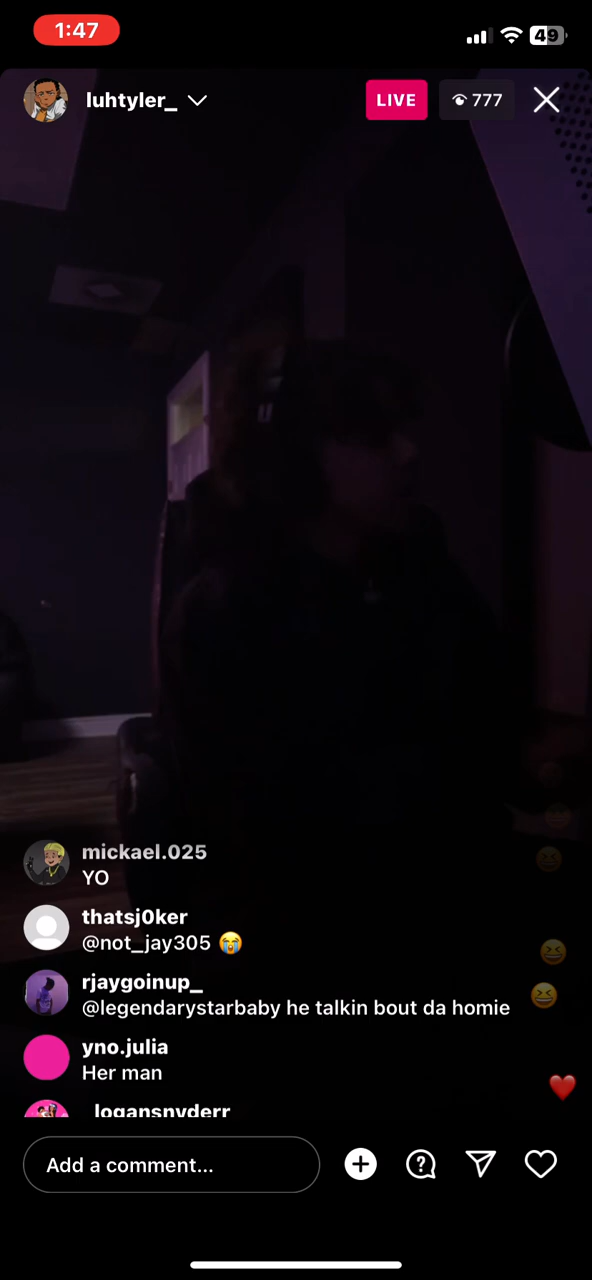 1:47
49
luhtyler_
LIVE
777
mickael.025
YO
thatsj0ker
@not_jay305 😭
rjaygoinup_
@legendarystarbaby he talkin bout da homie
yno.julia
Her man
_logansnyderr
Add a comment...